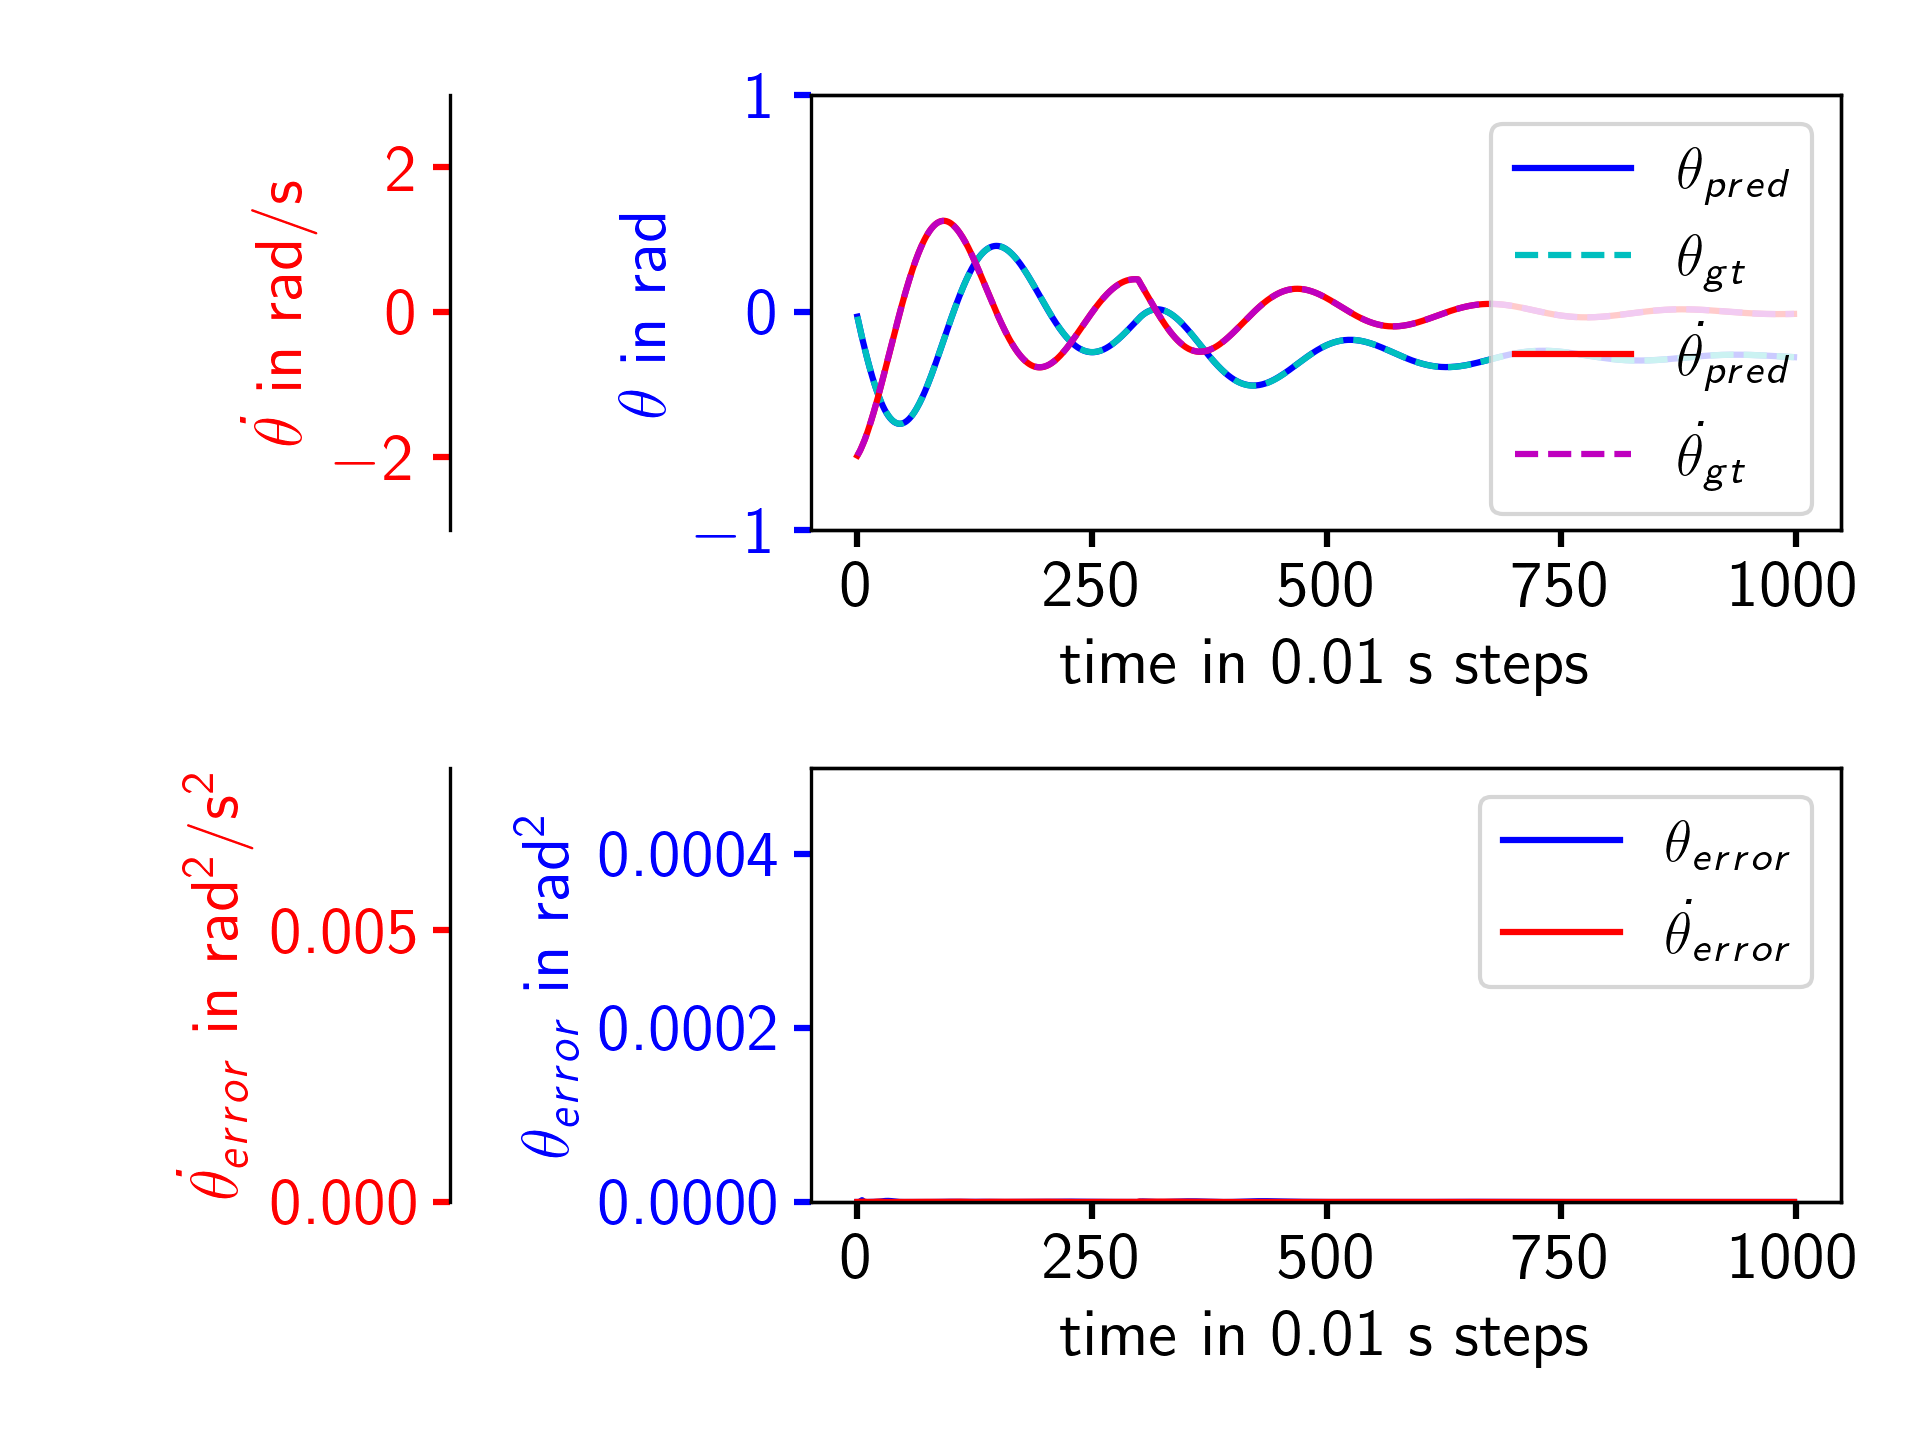 θ̇ in rad/s
2
0
−2
θ in rad
1
0
−1
θ_pred
θ_gt
θ̇_pred
θ̇_gt
0 250 500 750 1000
time in 0.01 s steps
θ̇_error in rad²/s²
0.005
0.000
θ_error in rad²
0.0004
0.0002
0.0000
θ_error
θ̇_error
0 250 500 750 1000
time in 0.01 s steps